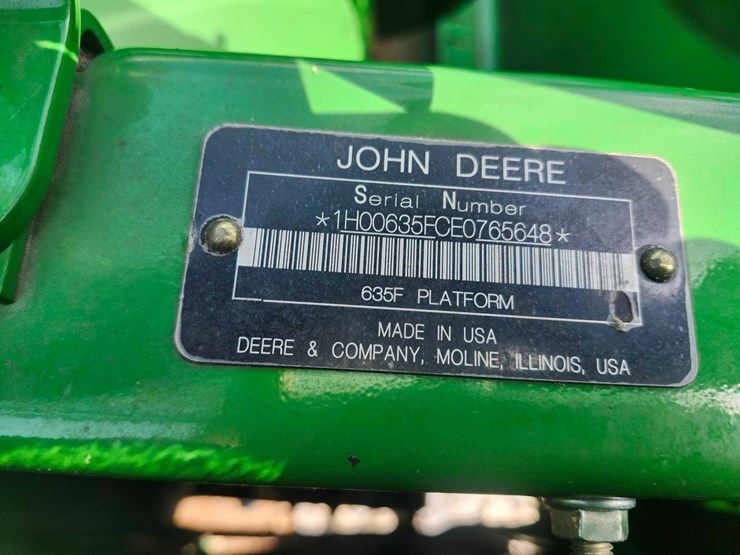 JOHN DEERE
Serial Number
*1H00635FCE0765648*
635F PLATFORM
MADE IN USA
DEERE & COMPANY, MOLINE, ILLINOIS, USA